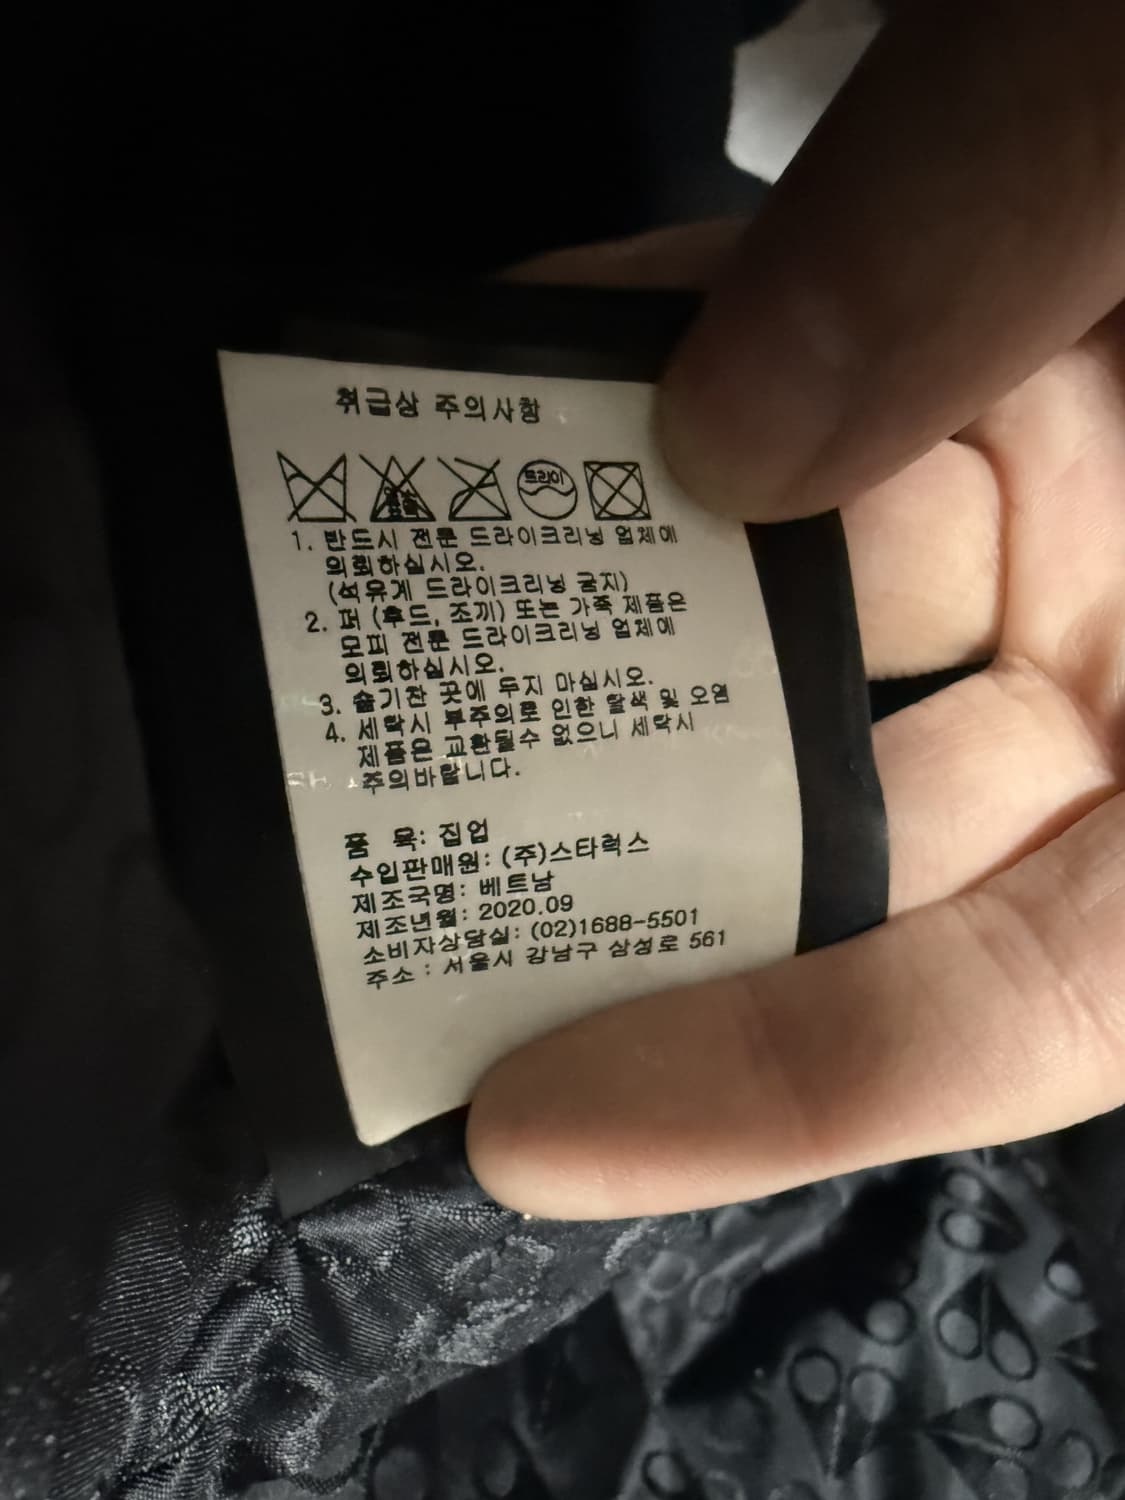 취급상 주의사항
드라이
1. 반드시 전문 드라이크리닝 업체에
의뢰하십시오.
(석유계 드라이크리닝 금지)
2. 퍼 (후드, 조끼) 또는 가죽 제품은
모피 전문 드라이크리닝 업체에
의뢰하십시오.
3. 습기찬 곳에 두지 마십시오.
4. 세탁시 부주의로 인한 탈색 및 오염
제품은 교환될수 없으니 세탁시
주의바랍니다.
품 목: 집업
수입판매원: (주)스타럭스
제조국명: 베트남
제조년월: 2020.09
소비자상담실: (02)1688-5501
주소 : 서울시 강남구 삼성로 561